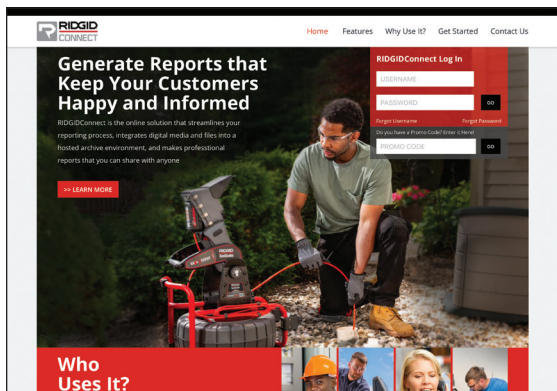 RIDGID
CONNECT
Home Features Why Use It? Get Started Contact Us
Generate Reports that
Keep Your Customers
Happy and Informed
RIDGIDConnect is the online solution that streamlines your
reporting process, integrates digital media and files into a
hosted archive environment, and makes professtional
reports that you can share with anyone
>> LEARN MORE
RIDGIDConnect Log In
USERNAME
PASSWORD GO
Forgot Username Forgot Password
Do you have a Promo Code? Enter it Here!
PROMO CODE GO
RIDGID
Who
Uses It?